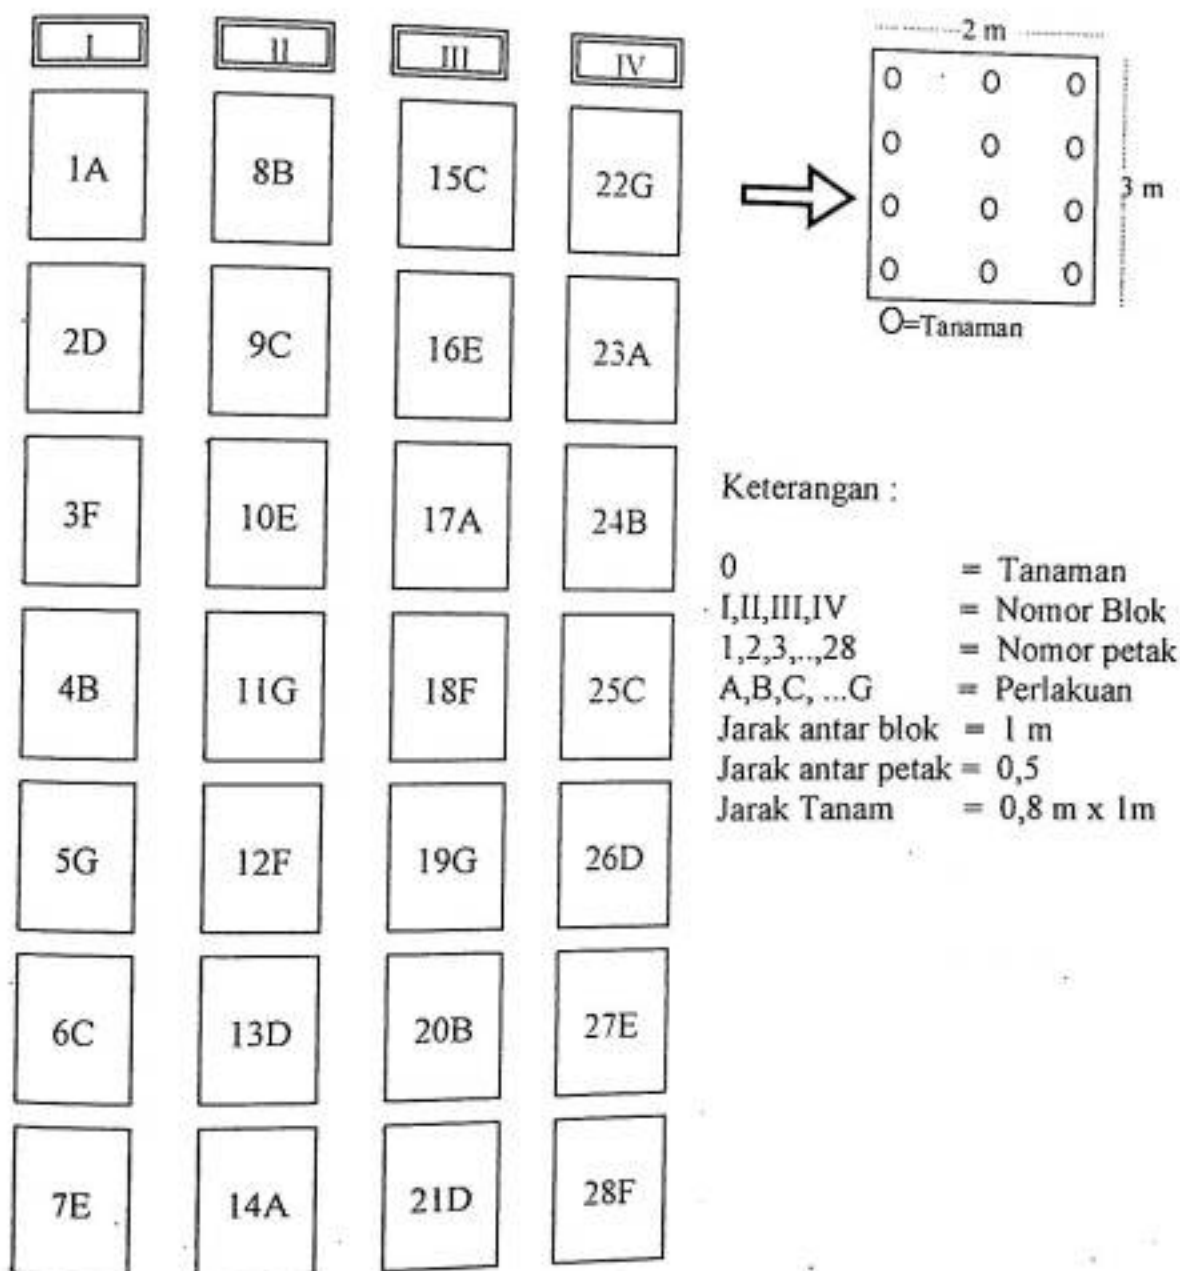 I II III IV
1A 8B 15C 22G
2D 9C 16E 23A
3F 10E 17A 24B
4B 11G 18F 25C
5G 12F 19G 26D
6C 13D 20B 27E
7E 14A 21D 28F
2 m
O O O
O O O
3 m
O O O
O O O
O=Tanaman
Keterangan :
0 = Tanaman
I,II,III,IV = Nomor Blok
1,2,3,..,28 = Nomor petak
A,B,C, ...G = Perlakuan
Jarak antar blok = 1 m
Jarak antar petak = 0,5
Jarak Tanam = 0,8 m x 1m